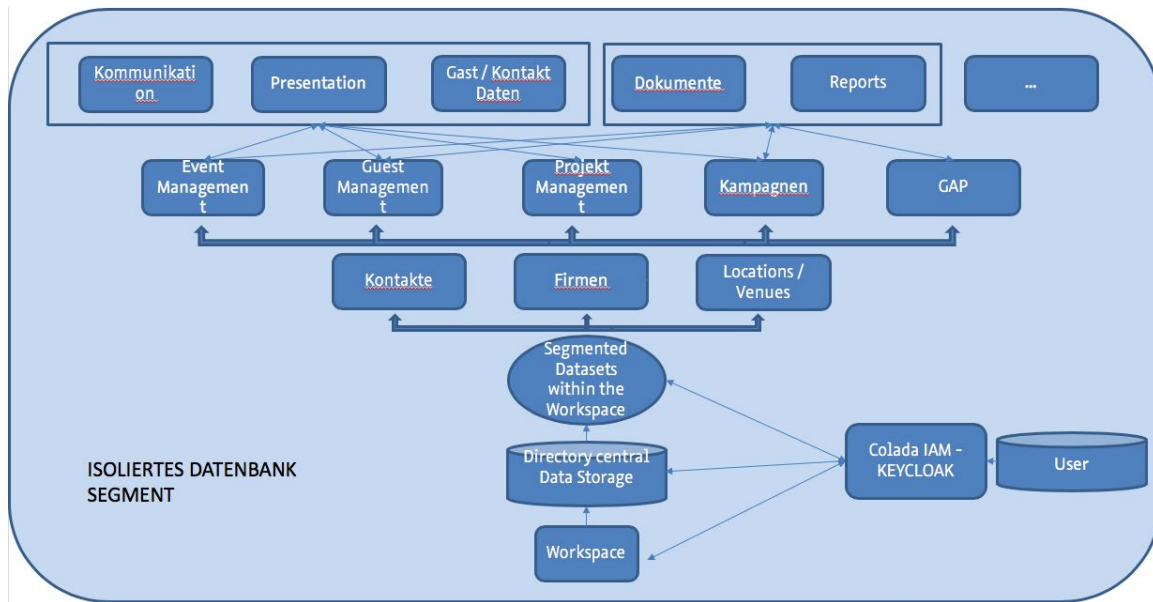 Kommunikati
on
Presentation
Gast / Kontakt
Daten
Dokumente
Reports
...
Event
Managemen
t
Guest
Managemen
t
Projekt
Managemen
t
Kampagnen
GAP
Kontakte
Firmen
Locations /
Venues
Segmented
Datasets
within the
Workspace
ISOLIERTES DATENBANK
SEGMENT
Directory central
Data Storage
Colada IAM -
KEYCLOAK
User
Workspace